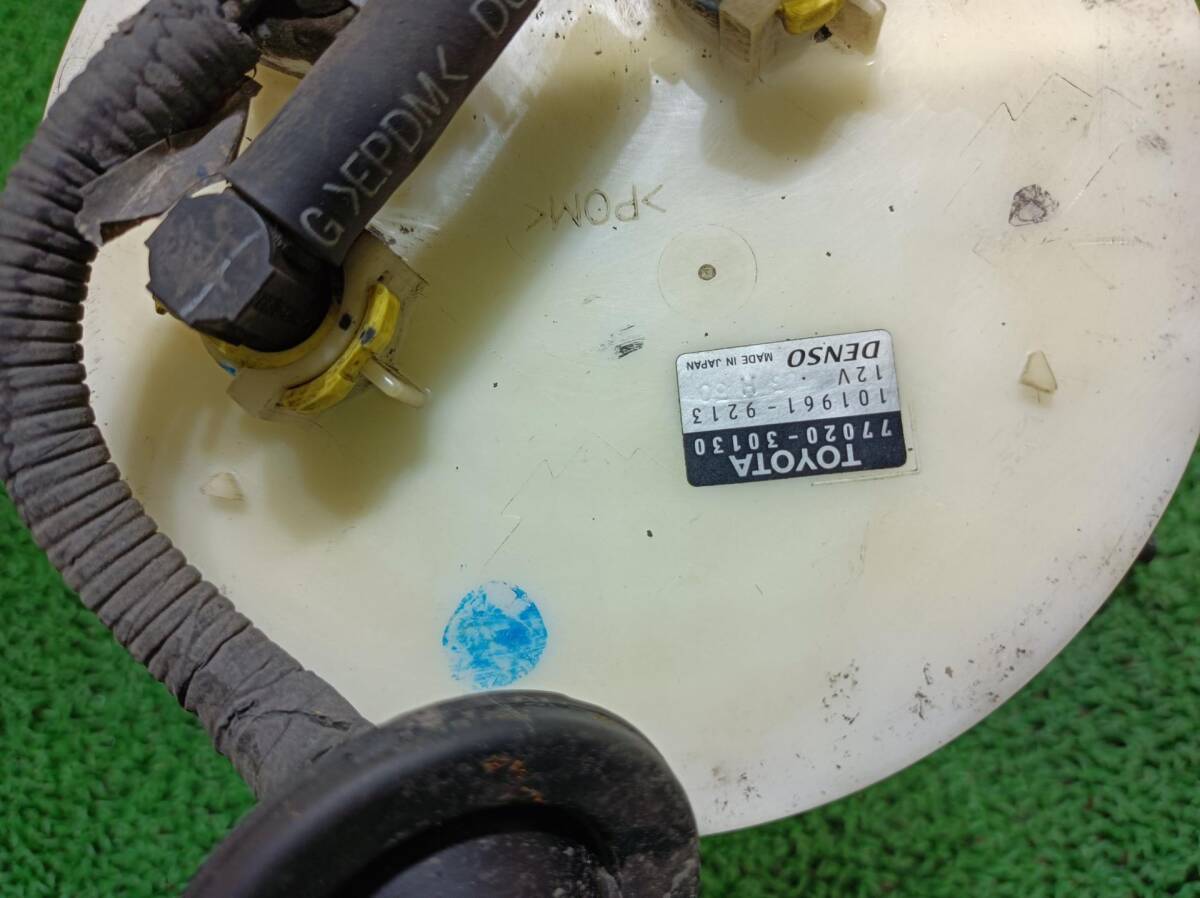 G >EPDM<
>POM<
TOYOTA
77020-30130
101961-9213
12V
DENSO MADE IN JAPAN